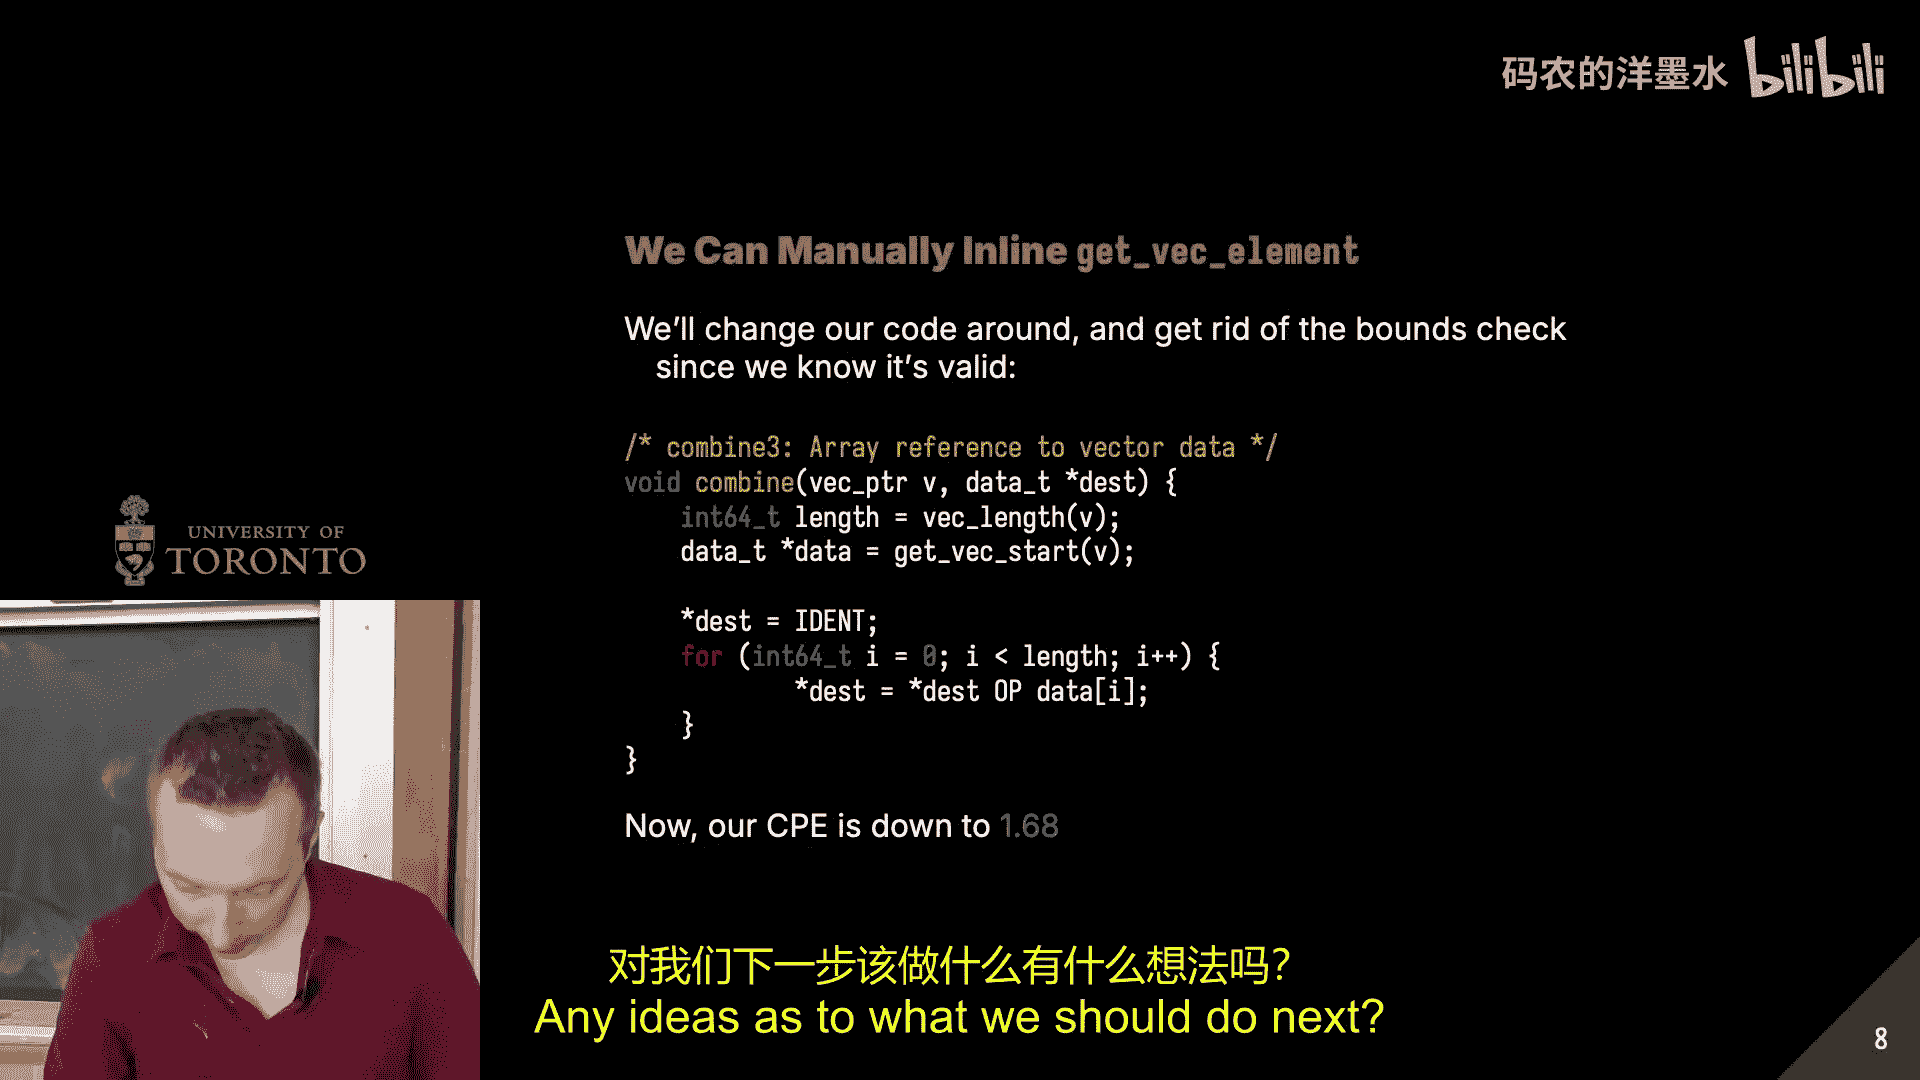 码农的洋墨水 bilibili
We Can Manually Inline get_vec_element
We'll change our code around, and get rid of the bounds check
since we know it's valid:
/* combine3: Array reference to vector data */
void combine(vec_ptr v, data_t *dest) {
int64_t length = vec_length(v);
data_t *data = get_vec_start(v);
*dest = IDENT;
for (int64_t i = 0; i < length; i++) {
*dest = *dest OP data[i];
}
}
Now, our CPE is down to 1.68
UNIVERSITY OF
TORONTO
对我们下一步该做什么有什么想法吗?
Any ideas as to what we should do next?
8